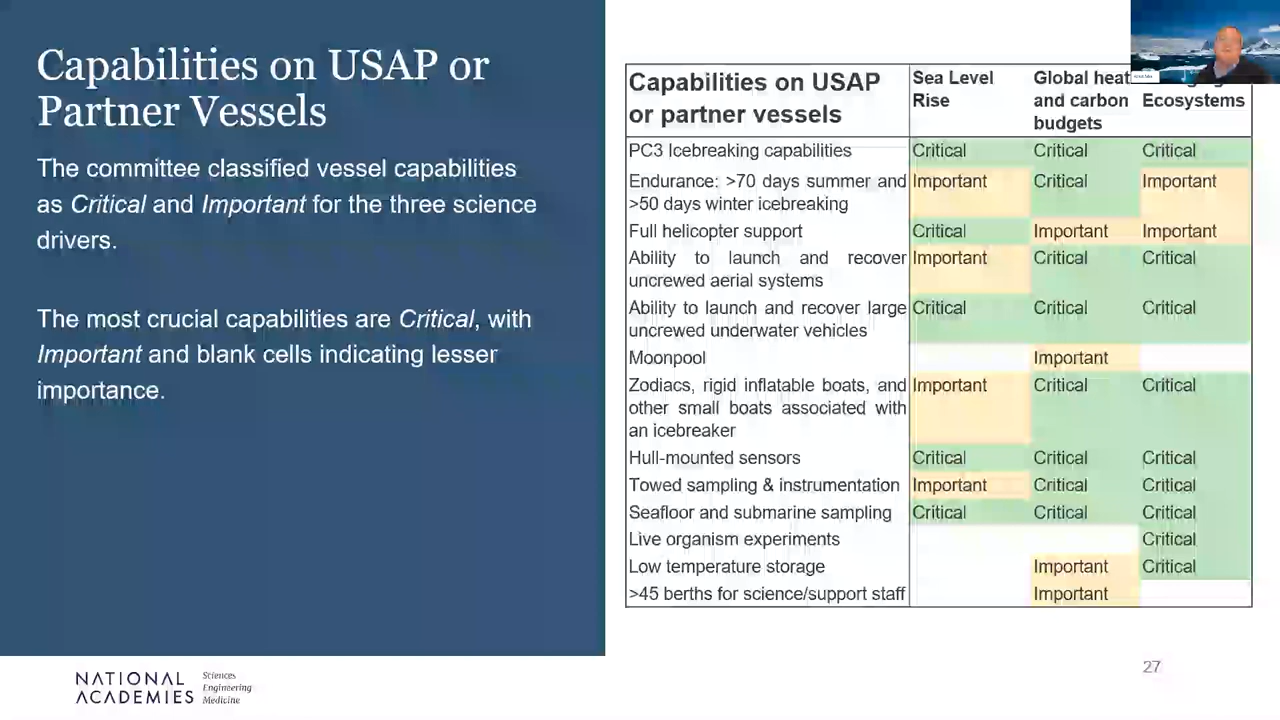 Capabilities on USAP or
Partner Vessels
The committee classified vessel capabilities
as Critical and Important for the three science
drivers.
The most crucial capabilities are Critical, with
Important and blank cells indicating lesser
importance.
Capabilities on USAP
or partner vessels
Sea Level
Rise
Global heat
and carbon
budgets
Ecosystems
PC3 Icebreaking capabilities Critical Critical Critical
Endurance: >70 days summer and Important Critical Important
>50 days winter icebreaking
Full helicopter support Critical Important Important
Ability to launch and recover Important Critical Critical
uncrewed aerial systems
Ability to launch and recover large Critical Critical Critical
uncrewed underwater vehicles
Moonpool Important
Zodiacs, rigid inflatable boats, and Important Critical Critical
other small boats associated with
an icebreaker
Hull-mounted sensors Critical Critical Critical
Towed sampling & instrumentation Important Critical Critical
Seafloor and submarine sampling Critical Critical Critical
Live organism experiments Critical
Low temperature storage Important Critical
>45 berths for science/support staff Important
27
NATIONAL
ACADEMIES
Sciences
Engineering
Medicine